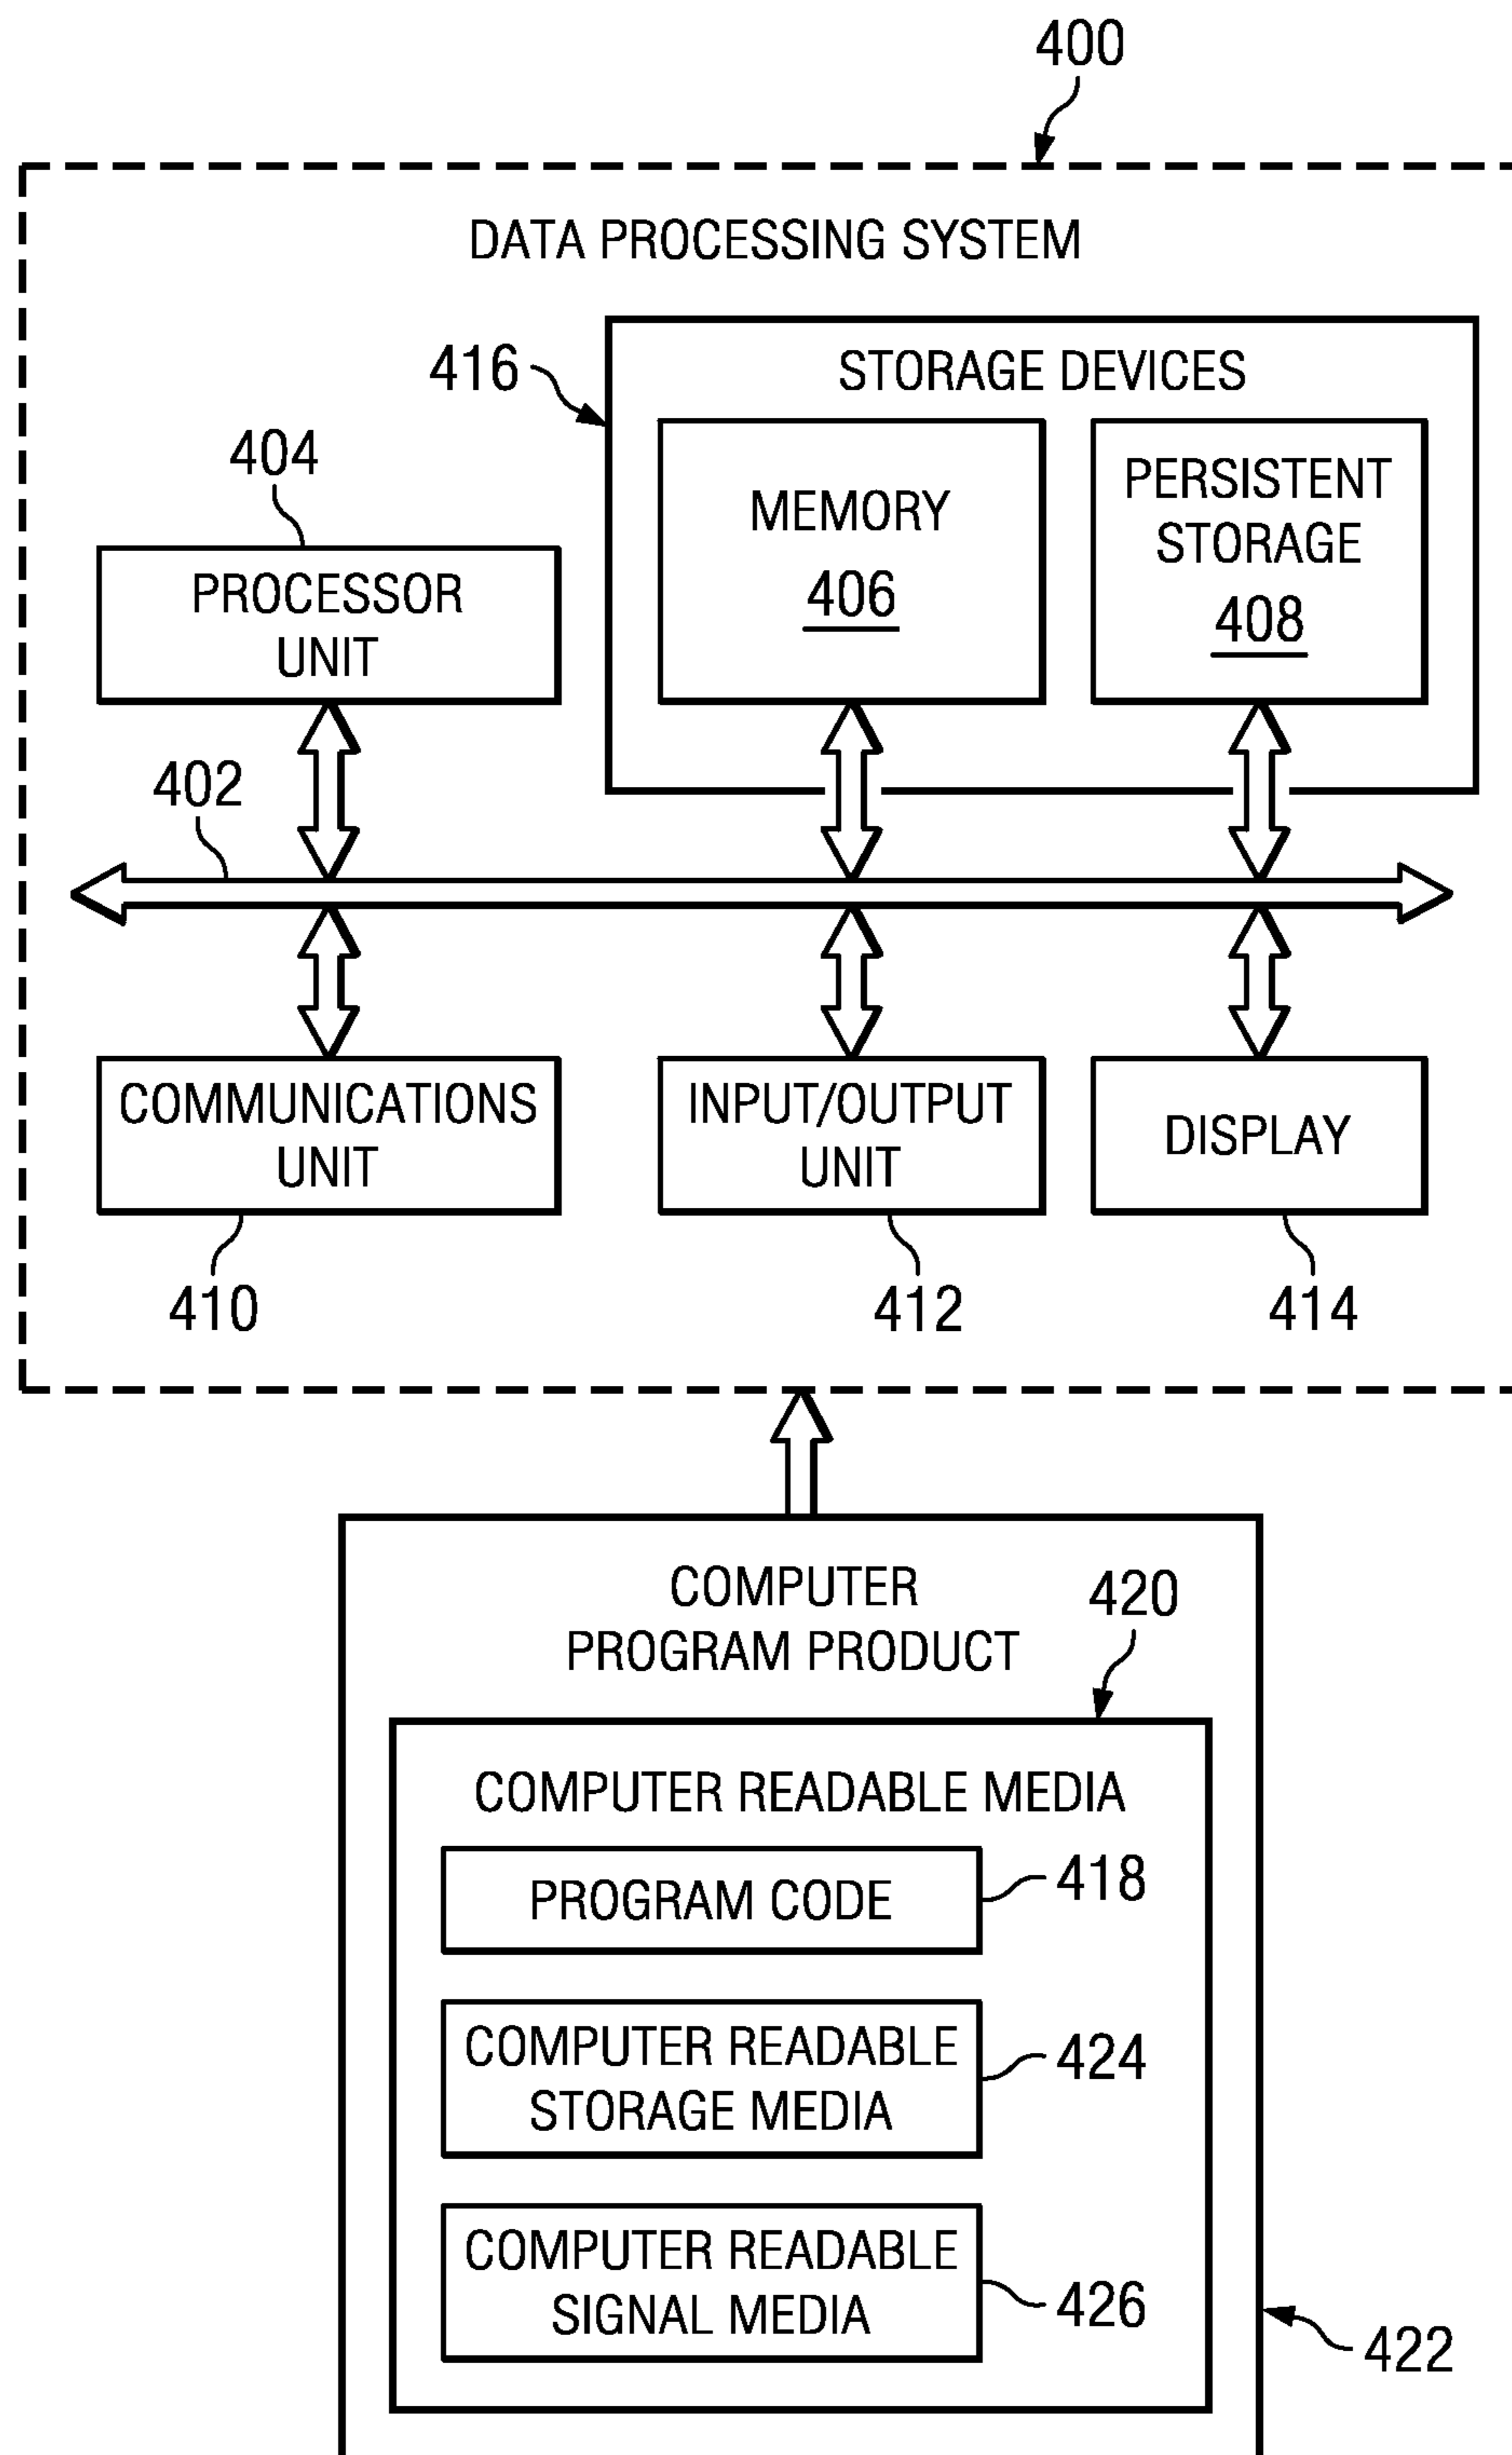 400
DATA PROCESSING SYSTEM
416
STORAGE DEVICES
404
MEMORY
406
PERSISTENT
STORAGE
408
PROCESSOR
UNIT
402
COMMUNICATIONS
UNIT
INPUT/OUTPUT
UNIT
DISPLAY
410
412
414
COMPUTER
PROGRAM PRODUCT
420
COMPUTER READABLE MEDIA
PROGRAM CODE
418
COMPUTER READABLE
STORAGE MEDIA
424
COMPUTER READABLE
SIGNAL MEDIA
426
422